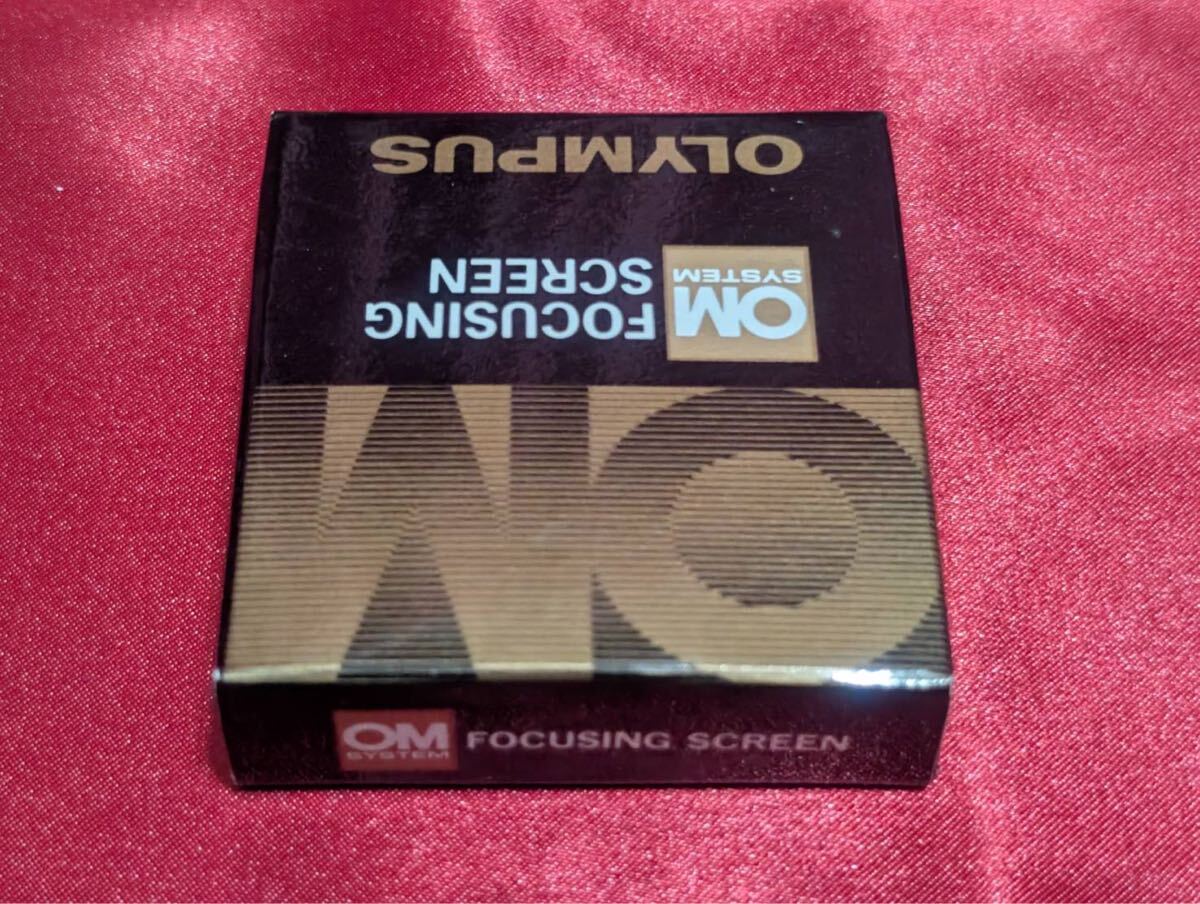 OLYMPUS
OM
SYSTEM
FOCUSING
SCREEN
OM
OM
SYSTEM
FOCUSING SCREEN